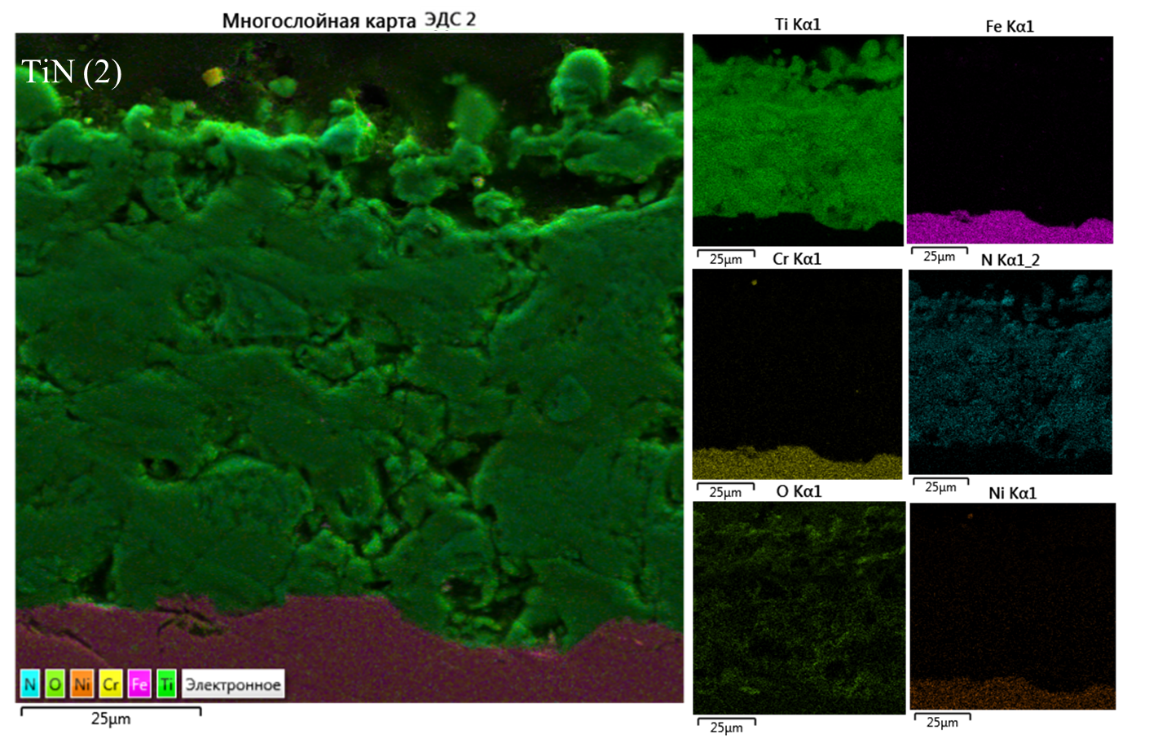 Многослойная карта ЭДС 2
TiN (2)
N O Ni Cr Fe Ti Электронное
25µm
Ti Kα1
Fe Kα1
25µm
25µm
Cr Kα1
N Kα1_2
25µm
25µm
O Kα1
Ni Kα1
25µm
25µm